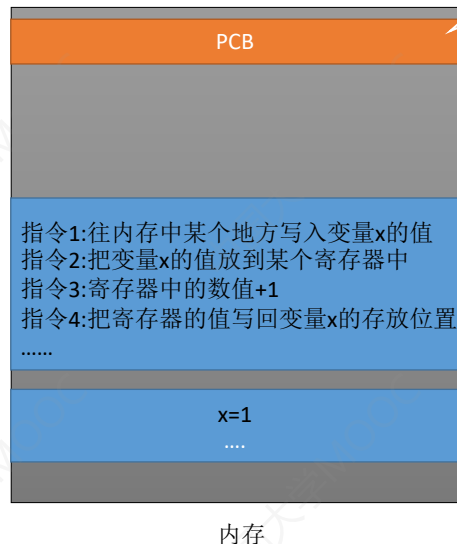 PCB
指令1:往内存中某个地方写入变量x的值
指令2:把变量x的值放到某个寄存器中
指令3:寄存器中的数值+1
指令4:把寄存器的值写回变量x的存放位置
......
x=1
....
内存